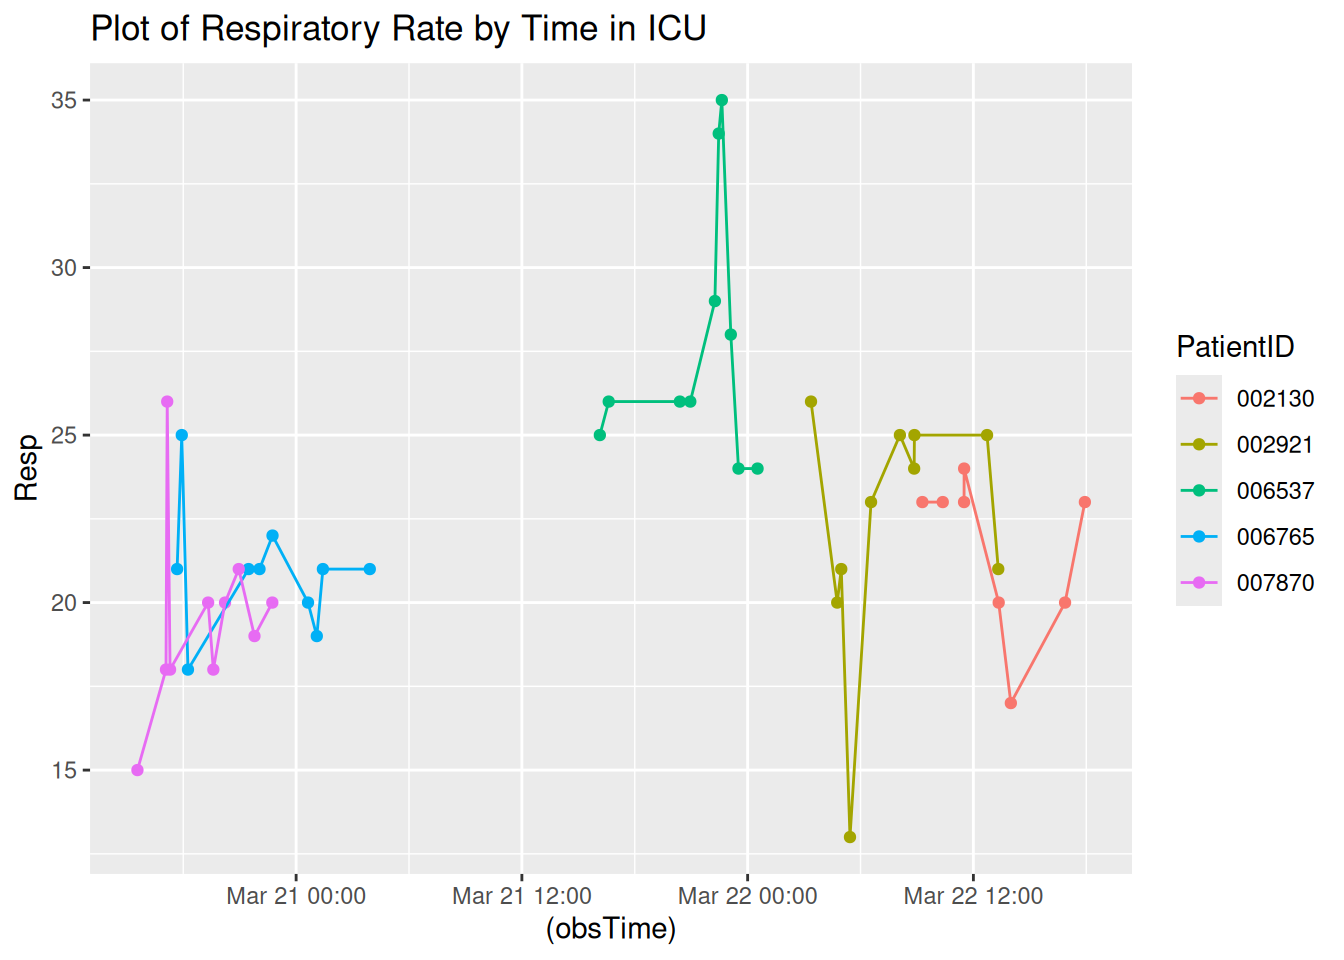 Plot of Respiratory Rate by Time in ICU
35
30
25
20
15
Resp
Mar 21 00:00
Mar 21 12:00
Mar 22 00:00
Mar 22 12:00
(obsTime)
PatientID
002130
002921
006537
006765
007870